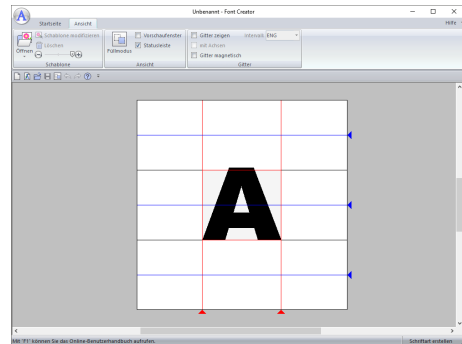 Unbenannt - Font Creator
Startseite Ansicht Hilfe
Öffnen
Schablone modifizieren
Löschen
Schablone
Füllmodus
Vorschaufenster
Statusleiste
Ansicht
Gitter zeigen Intervall: ENG
mit Achsen
Gitter magnetisch
Gitter
A
Mit 'F1' können Sie das Online-Benutzerhandbuch aufrufen. Schriftart erstellen